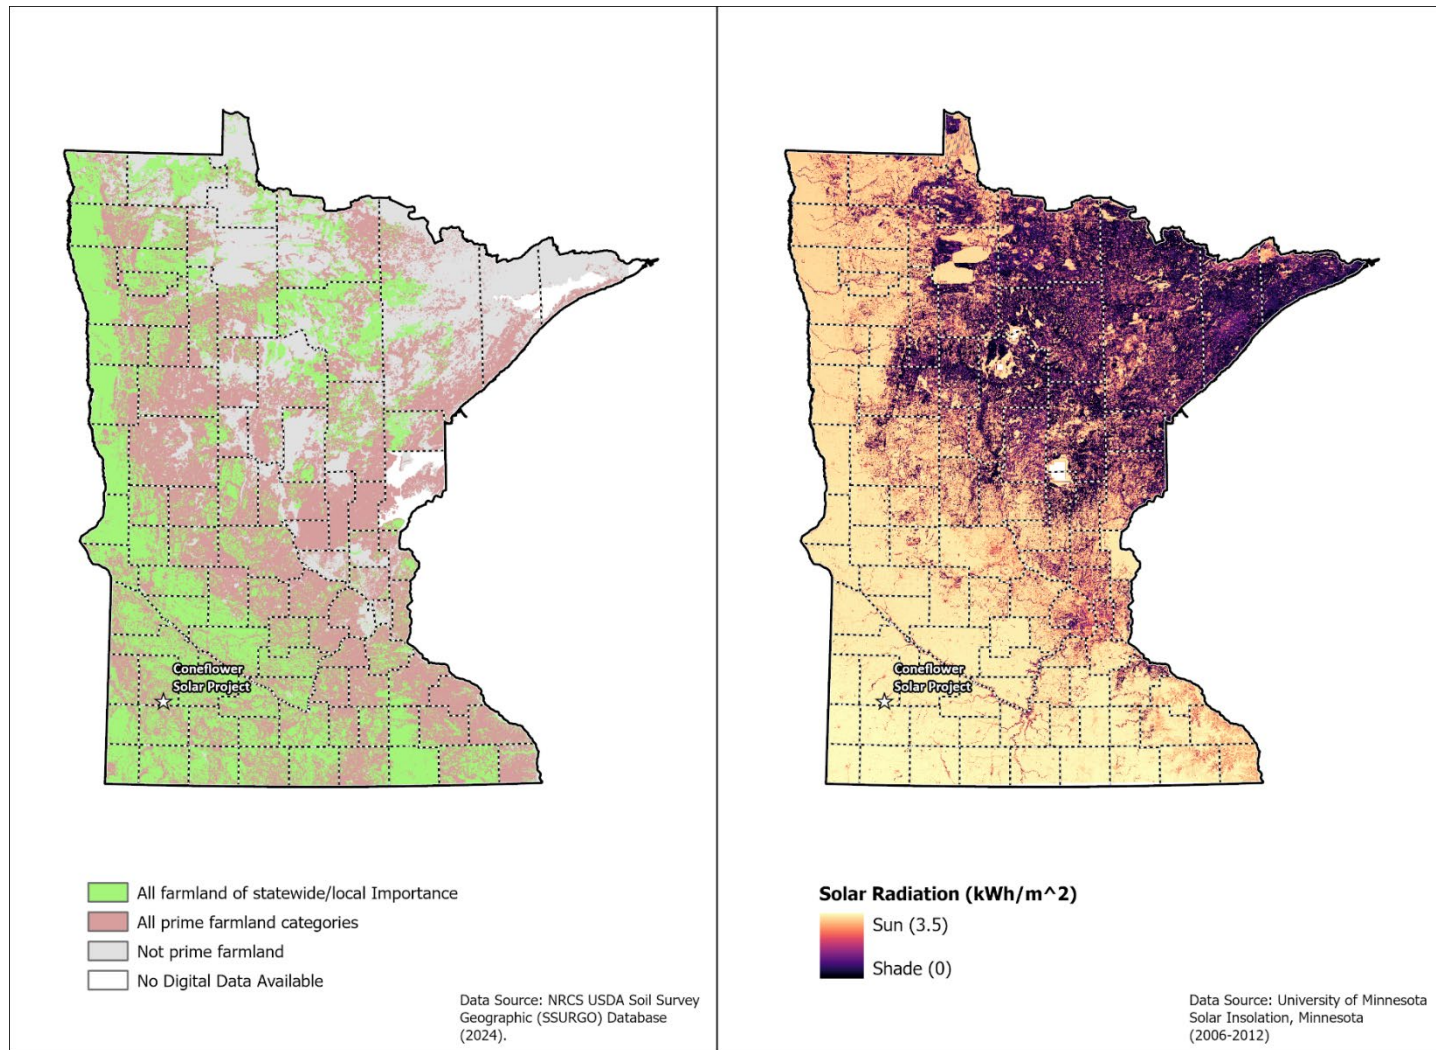 Coneflower
Solar Project
All farmland of statewide/local Importance
All prime farmland categories
Not prime farmland
No Digital Data Available
Data Source: NRCS USDA Soil Survey
Geographic (SSURGO) Database
(2024).
Coneflower
Solar Project
Solar Radiation (kWh/m^2)
Sun (3.5)
Shade (0)
Data Source: University of Minnesota
Solar Insolation, Minnesota
(2006-2012)